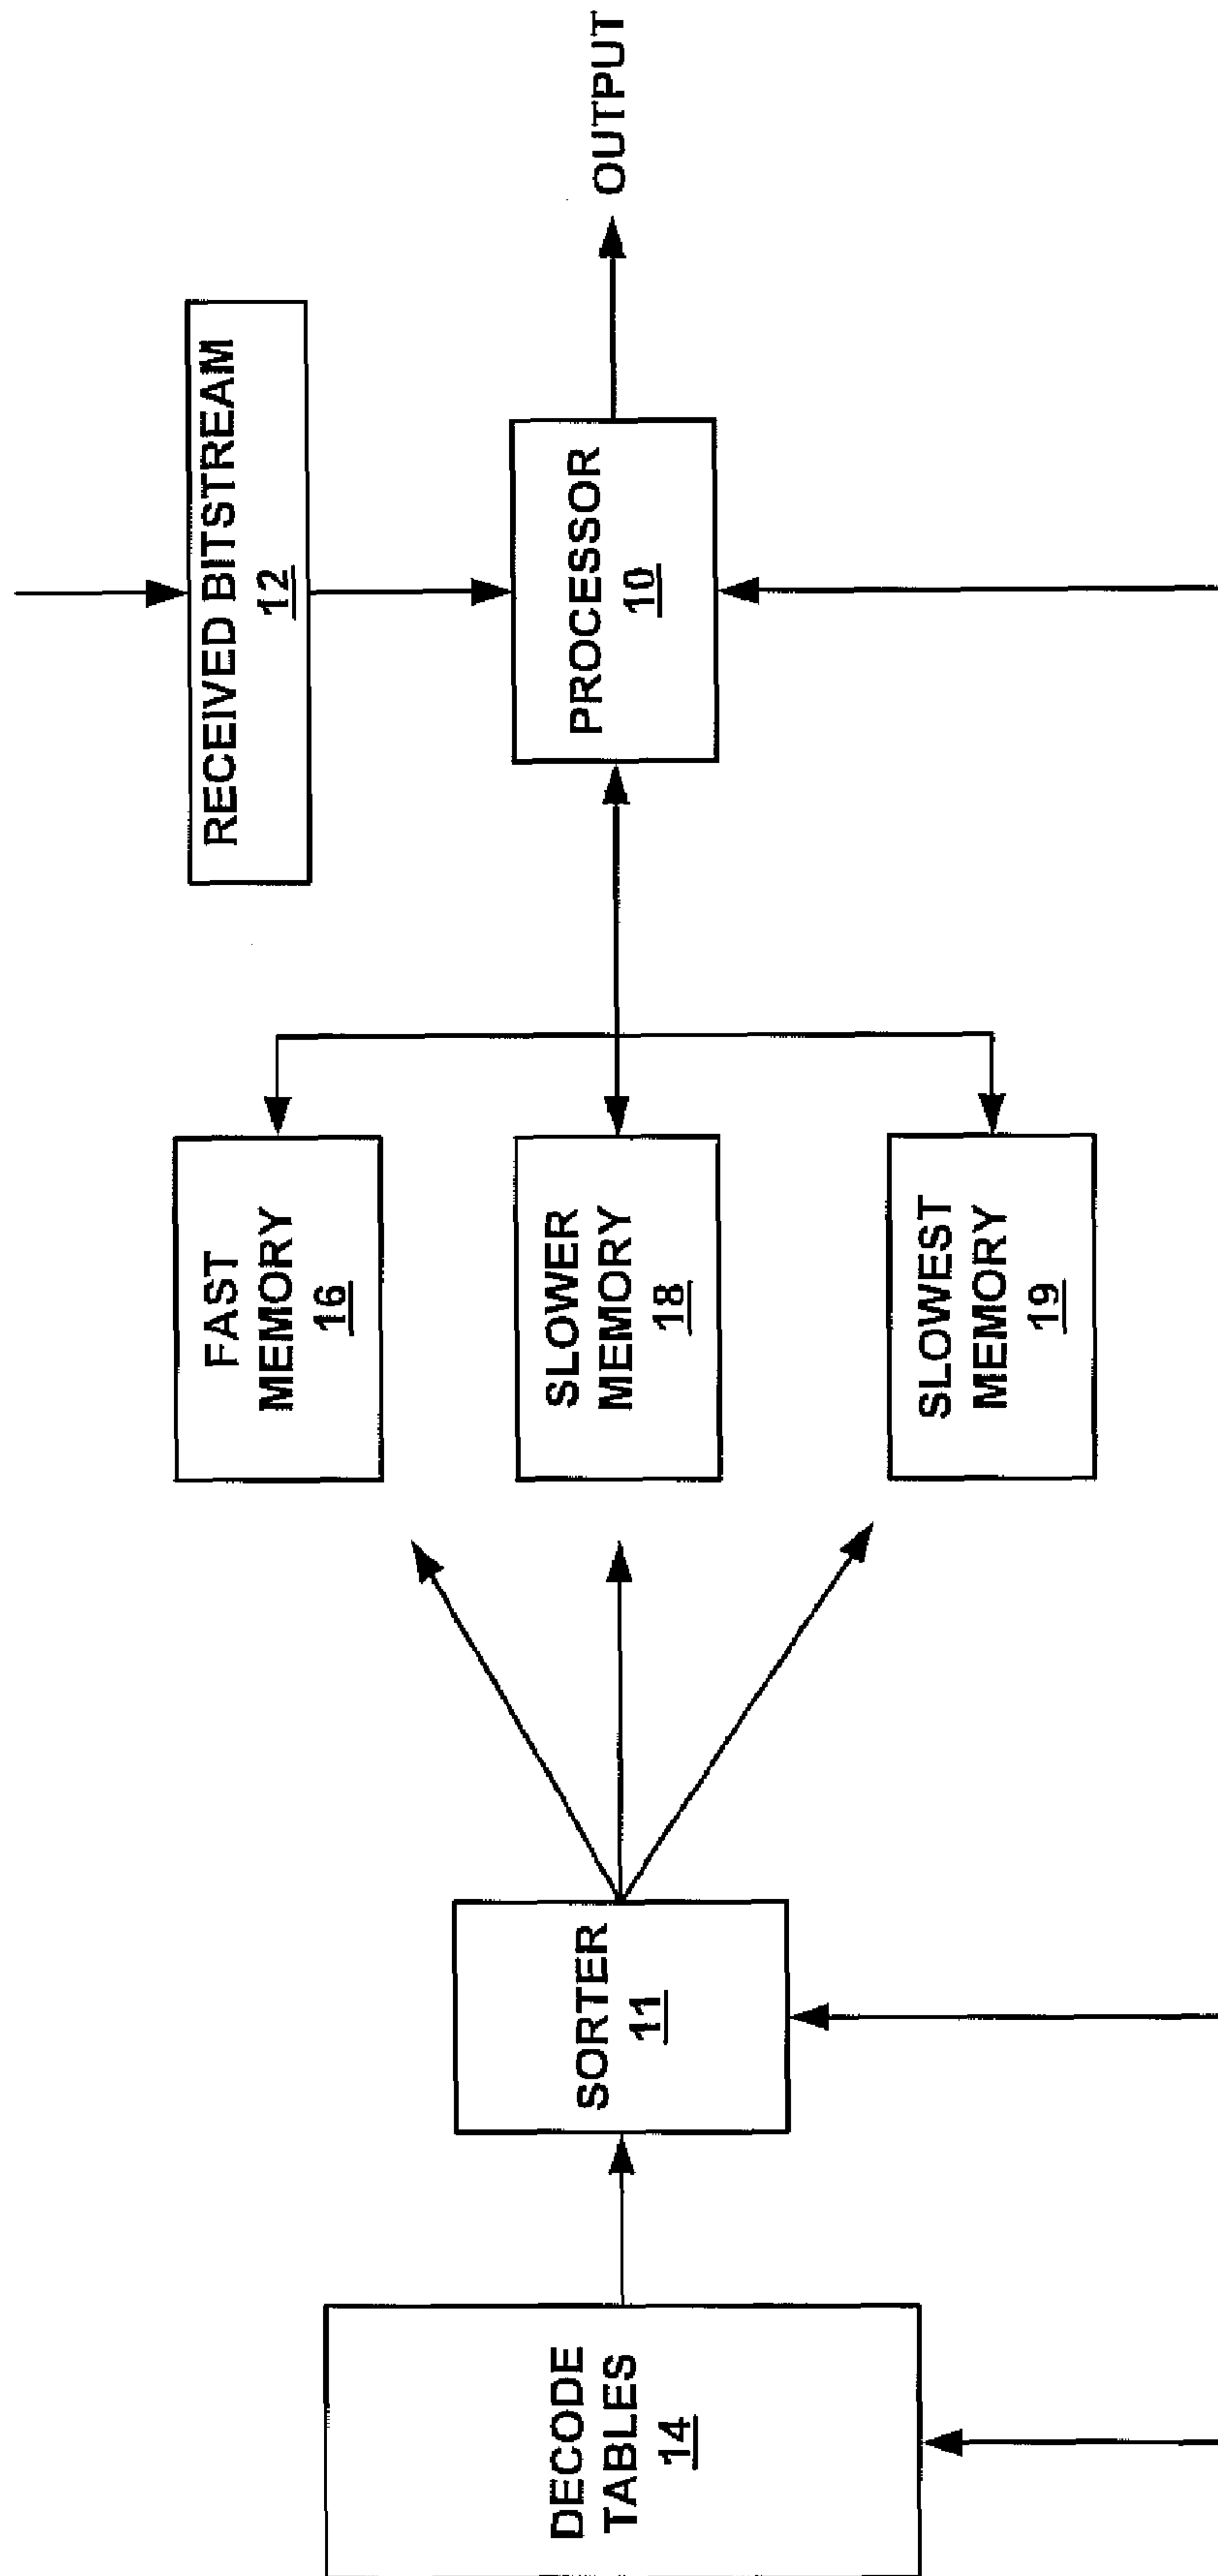 DECODE
TABLES
14
SORTER
11
FAST
MEMORY
16
SLOWER
MEMORY
18
SLOWEST
MEMORY
19
RECEIVED BITSTREAM
12
PROCESSOR
10
OUTPUT